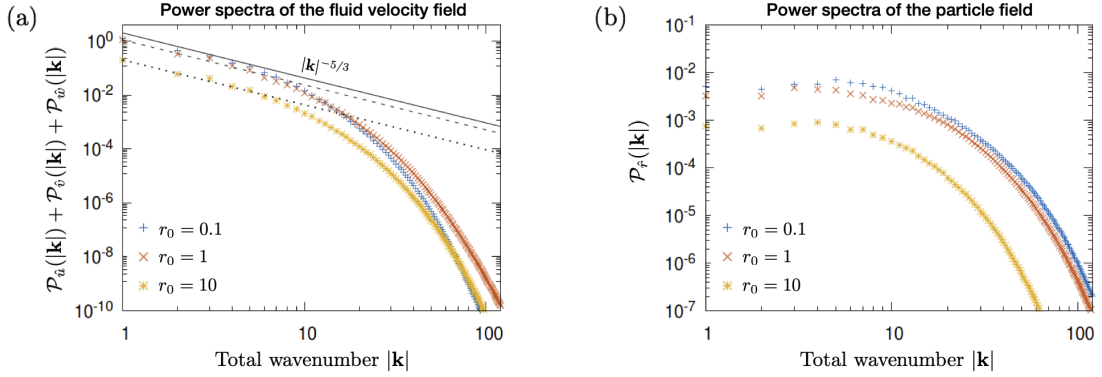 (a)
Power spectra of the fluid velocity field
𝒫_û(|𝐤|) + 𝒫_v̂(|𝐤|) + 𝒫_ŵ(|𝐤|)
10^0
10^-2
10^-4
10^-6
10^-8
10^-10
|𝐤|^−5/3
r_0 = 0.1
r_0 = 1
r_0 = 10
1
10
100
Total wavenumber |𝐤|
(b)
Power spectra of the particle field
𝒫_r̂(|𝐤|)
10^-1
10^-2
10^-3
10^-4
10^-5
10^-6
10^-7
r_0 = 0.1
r_0 = 1
r_0 = 10
1
10
100
Total wavenumber |𝐤|